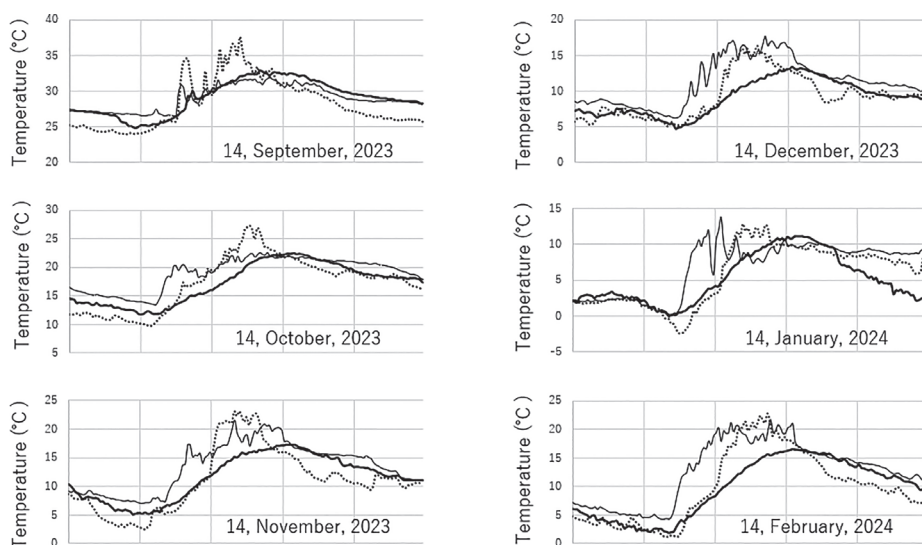 Temperature (°C)
40
35
30
25
20
14, September, 2023
Temperature (°C)
20
15
10
5
0
14, December, 2023
Temperature (°C)
30
25
20
15
10
5
14, October, 2023
Temperature (°C)
15
10
5
0
-5
14, January, 2024
Temperature (°C)
25
20
15
10
5
0
14, November, 2023
Temperature (°C)
25
20
15
10
5
0
14, February, 2024